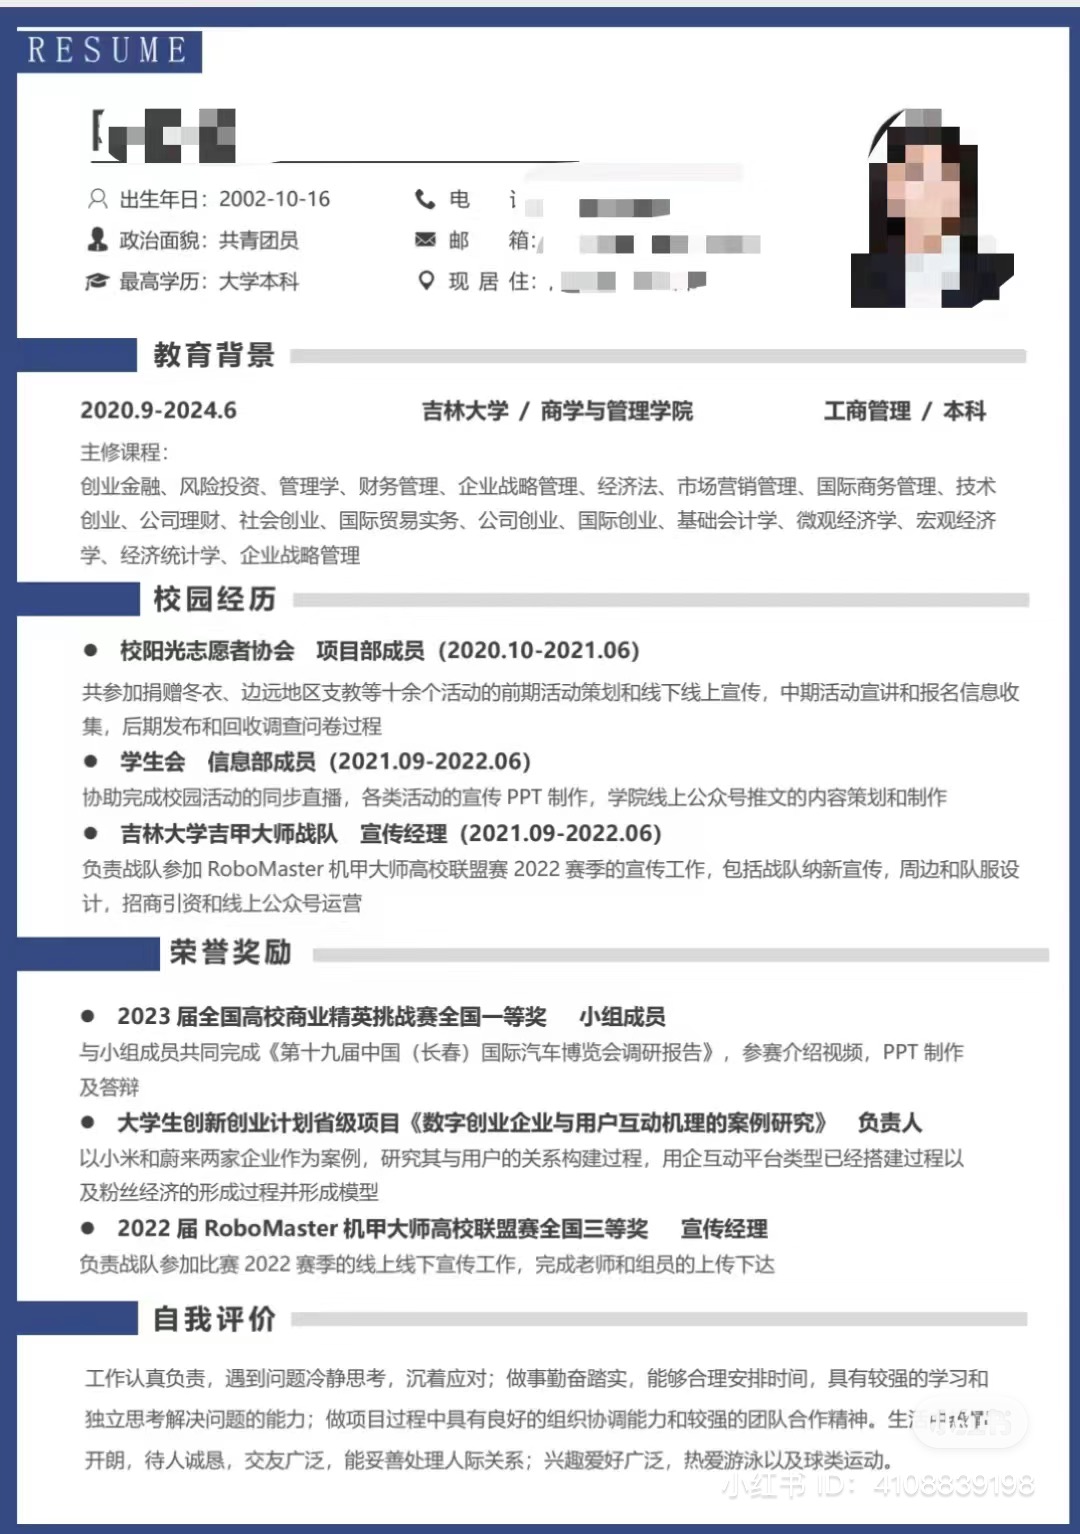 RESUME
出生年日：2002-10-16
电
政治面貌：共青团员
邮 箱：
最高学历：大学本科
现居住：
教育背景
2020.9-2024.6 吉林大学 / 商学与管理学院 工商管理 / 本科
主修课程：
创业金融、风险投资、管理学、财务管理、企业战略管理、经济法、市场营销管理、国际商务管理、技术
创业、公司理财、社会创业、国际贸易实务、公司创业、国际创业、基础会计学、微观经济学、宏观经济
学、经济统计学、企业战略管理
校园经历
● 校阳光志愿者协会 项目部成员（2020.10-2021.06）
共参加捐赠冬衣、边远地区支教等十余个活动的前期活动策划和线下线上宣传，中期活动宣讲和报名信息收
集，后期发布和回收调查问卷过程
● 学生会 信息部成员（2021.09-2022.06）
协助完成校园活动的同步直播，各类活动的宣传 PPT 制作，学院线上公众号推文的内容策划和制作
● 吉林大学吉甲大师战队 宣传经理（2021.09-2022.06）
负责战队参加 RoboMaster 机甲大师高校联盟赛 2022 赛季的宣传工作，包括战队纳新宣传，周边和队服设
计，招商引资和线上公众号运营
荣誉奖励
● 2023 届全国高校商业精英挑战赛全国一等奖 小组成员
与小组成员共同完成《第十九届中国（长春）国际汽车博览会调研报告》，参赛介绍视频，PPT 制作
及答辩
● 大学生创新创业计划省级项目《数字创业企业与用户互动机理的案例研究》 负责人
以小米和蔚来两家企业作为案例，研究其与用户的关系构建过程，用企互动平台类型已经搭建过程以
及粉丝经济的形成过程并形成模型
● 2022 届 RoboMaster 机甲大师高校联盟赛全国三等奖 宣传经理
负责战队参加比赛 2022 赛季的线上线下宣传工作，完成老师和组员的上传下达
自我评价
工作认真负责，遇到问题冷静思考，沉着应对；做事勤奋踏实，能够合理安排时间，具有较强的学习和
独立思考解决问题的能力；做项目过程中具有良好的组织协调能力和较强的团队合作精神。生活中
开朗，待人诚恳，交友广泛，能妥善处理人际关系；兴趣爱好广泛，热爱游泳以及球类运动。
小红书
小红书 ID：4108839198